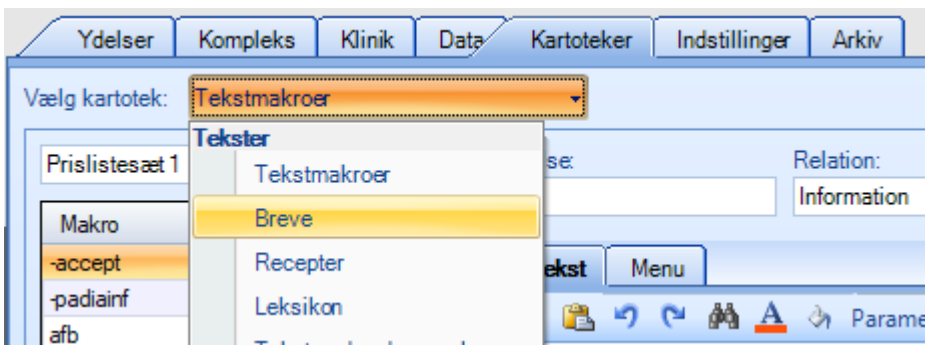 Ydelser Kompleks Klinik Data Kartoteker Indstillinger Arkiv
Vælg kartotek: Tekstmakroer
Tekster
Prislistesæt 1 Tekstmakroer se: Relation:
Breve Information
Makro
-accept Recepter ekst Menu
-padiainf Leksikon Parame
afb